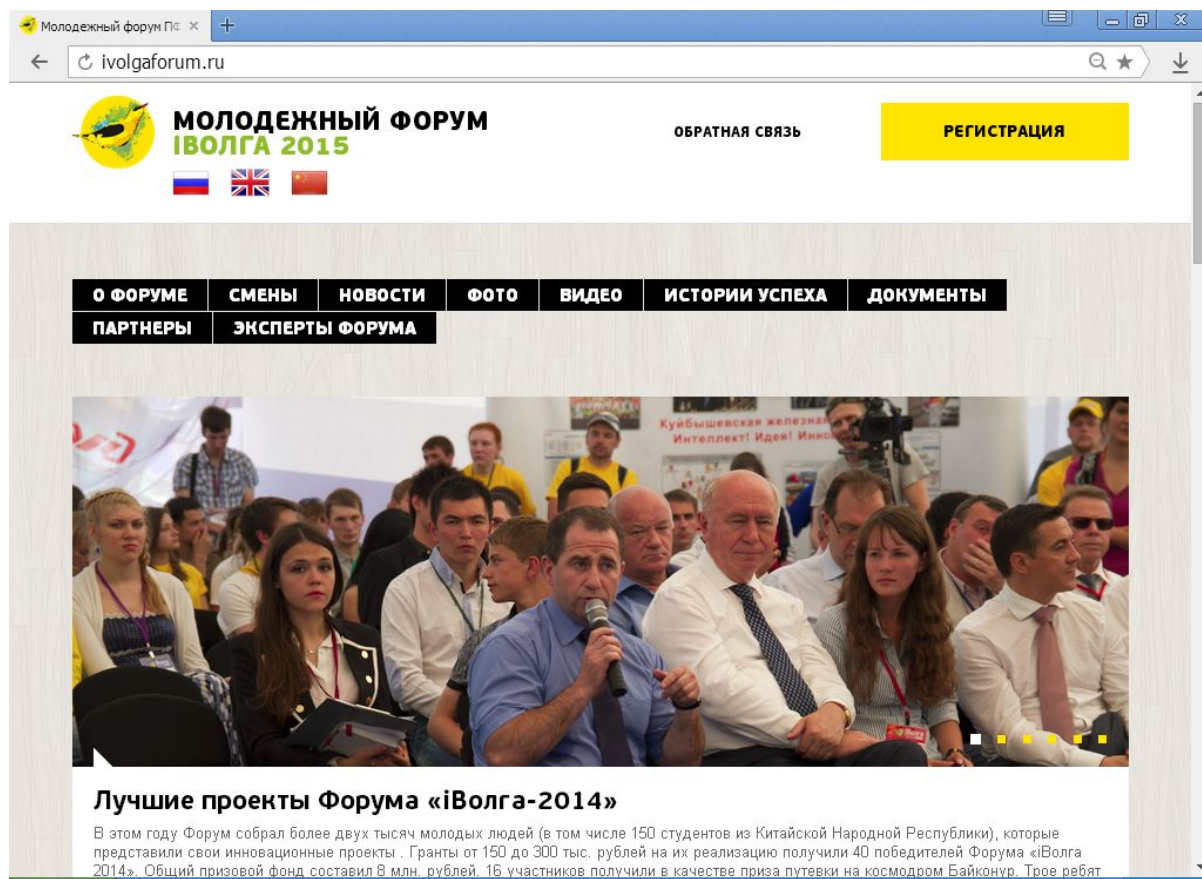 Молодежный форум ПФ
ivolgaforum.ru
МОЛОДЕЖНЫЙ ФОРУМ
IВОЛГА 2015
ОБРАТНАЯ СВЯЗЬ
РЕГИСТРАЦИЯ
О ФОРУМЕ СМЕНЫ НОВОСТИ ФОТО ВИДЕО ИСТОРИИ УСПЕХА ДОКУМЕНТЫ
ПАРТНЕРЫ ЭКСПЕРТЫ ФОРУМА
Куйбышевская железная
Интеллект! Идея!
Лучшие проекты Форума «iВолга-2014»
В этом году Форум собрал более двух тысяч молодых людей (в том числе 150 студентов из Китайской Народной Республики), которые
представили свои инновационные проекты . Гранты от 150 до 300 тыс. рублей на их реализацию получили 40 победителей Форума «iВолга
2014». Общий призовой фонд составил 8 млн. рублей. 16 участников получили в качестве приза путевки на космодром Байконур. Трое ребят